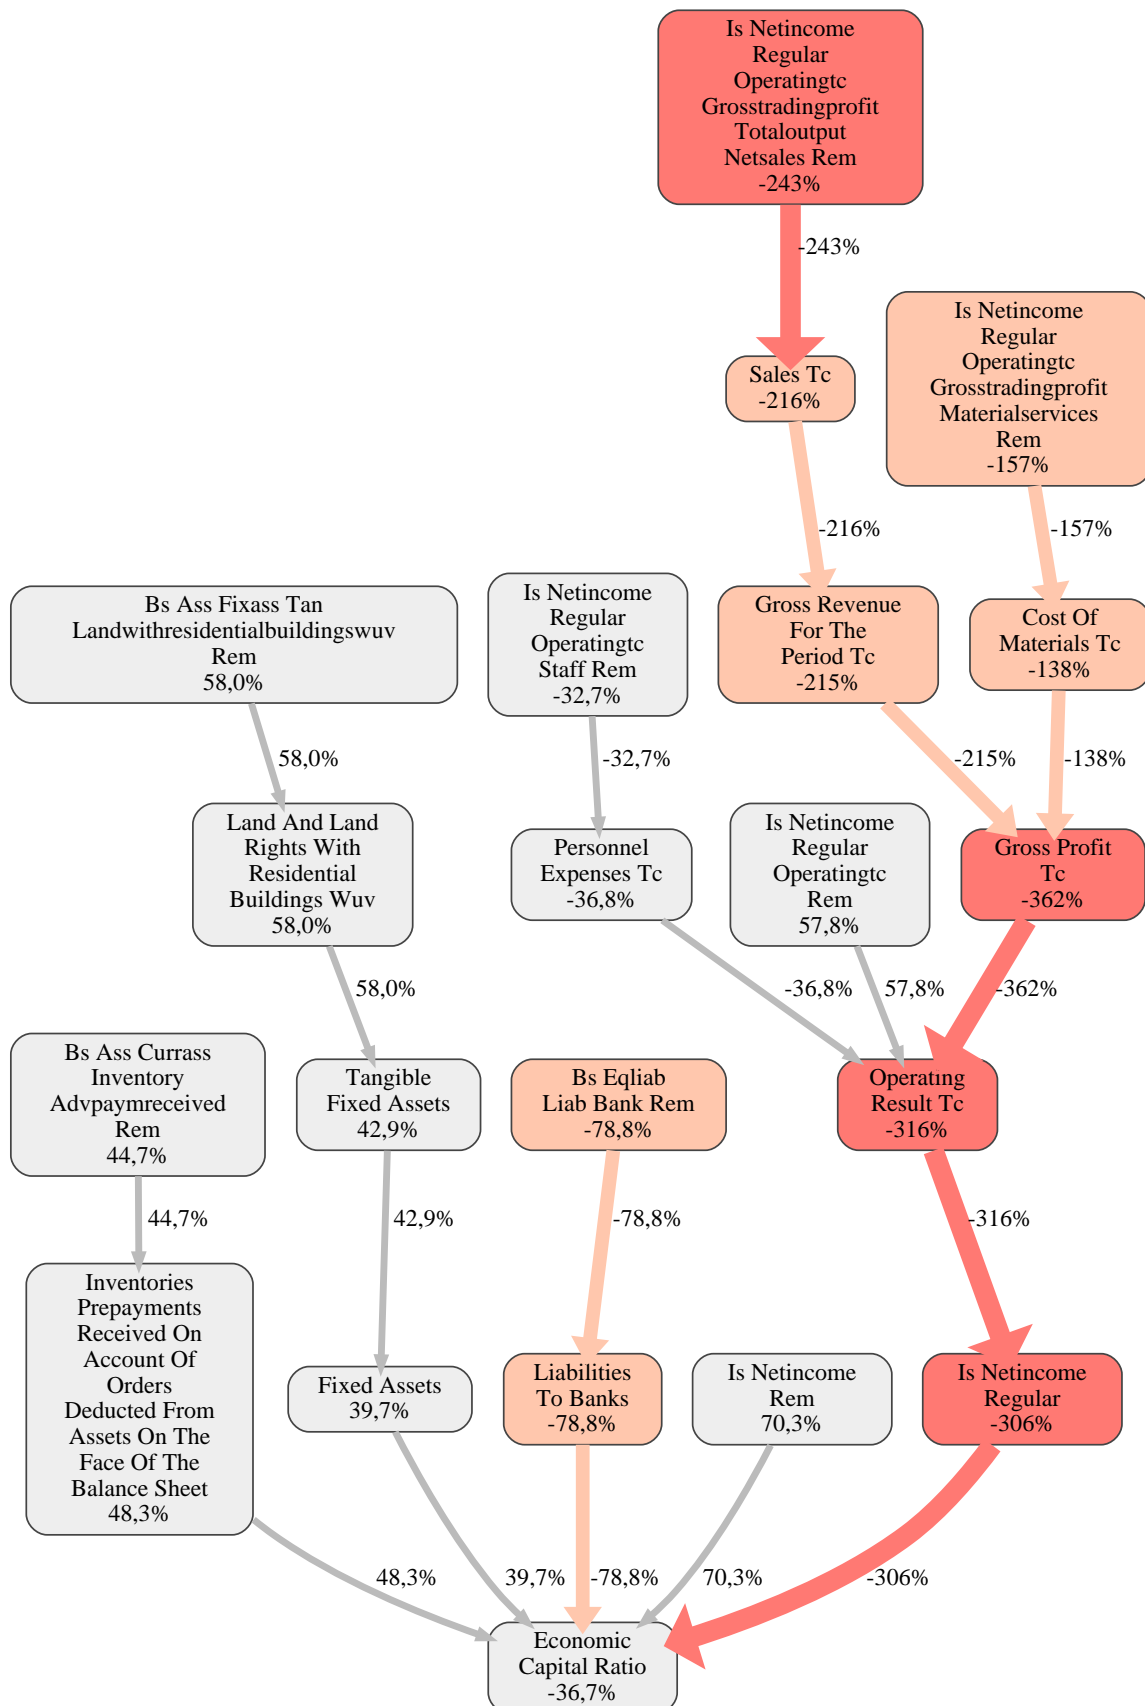 Is Netincome
Regular
Operatingtc
Grosstradingprofit
Totaloutput
Netsales Rem
-243%
-243%
Is Netincome
Regular
Operatingtc
Grosstradingprofit
Materialservices
Rem
-157%
Sales Tc
-216%
-216%
-157%
Bs Ass Fixass Tan
Landwithresidentialbuildingswuv
Rem
58,0%
Is Netincome
Regular
Operatingtc
Staff Rem
-32,7%
Gross Revenue
For The
Period Tc
-215%
Cost Of
Materials Tc
-138%
58,0%
-32,7%
-215%
-138%
Land And Land
Rights With
Residential
Buildings Wuv
58,0%
Personnel
Expenses Tc
-36,8%
Is Netincome
Regular
Operatingtc
Rem
57,8%
Gross Profit
Tc
-362%
58,0%
-36,8%
57,8%
-362%
Bs Ass Currass
Inventory
Advpaymreceived
Rem
44,7%
Tangible
Fixed Assets
42,9%
Bs Eqliab
Liab Bank Rem
-78,8%
Operating
Result Tc
-316%
44,7%
42,9%
-78,8%
-316%
Inventories
Prepayments
Received On
Account Of
Orders
Deducted From
Assets On The
Face Of The
Balance Sheet
48,3%
Fixed Assets
39,7%
Liabilities
To Banks
-78,8%
Is Netincome
Rem
70,3%
Is Netincome
Regular
-306%
48,3%
39,7%
-78,8%
70,3%
-306%
Economic
Capital Ratio
-36,7%